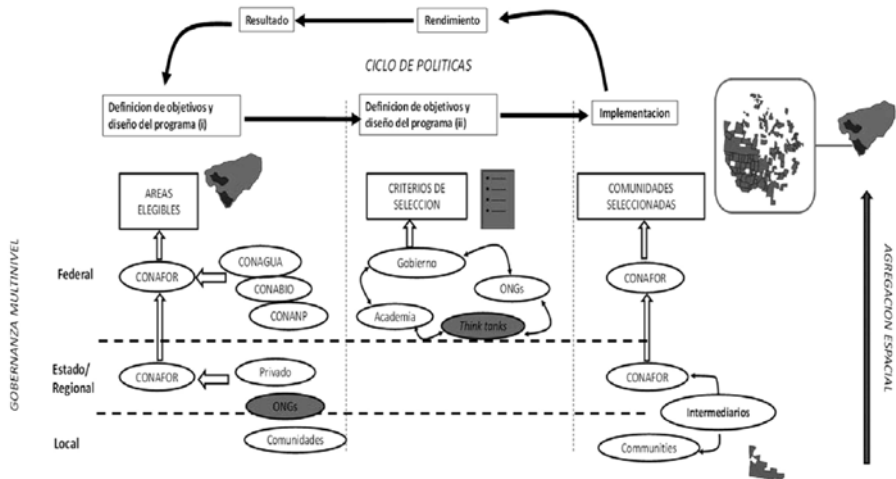 Resultado
Rendimiento
CICLO DE POLITICAS
Definicion de objetivos y
diseño del programa (i)
Definicion de objetivos y
diseño del programa (ii)
Implementacion
AREAS
ELEGIBLES
CRITERIOS DE
SELECCION
COMUNIDADES
SELECCIONADAS
GOBERNANZA MULTINIVEL
AGREGACION ESPACIAL
Federal
CONAFOR
CONAGUA
CONABIO
CONANP
Gobierno
ONGs
Academía
Think tanks
CONAFOR
Estado/
Regional
CONAFOR
Privado
ONGs
CONAFOR
Intermediarios
Local
Comunidades
Communities